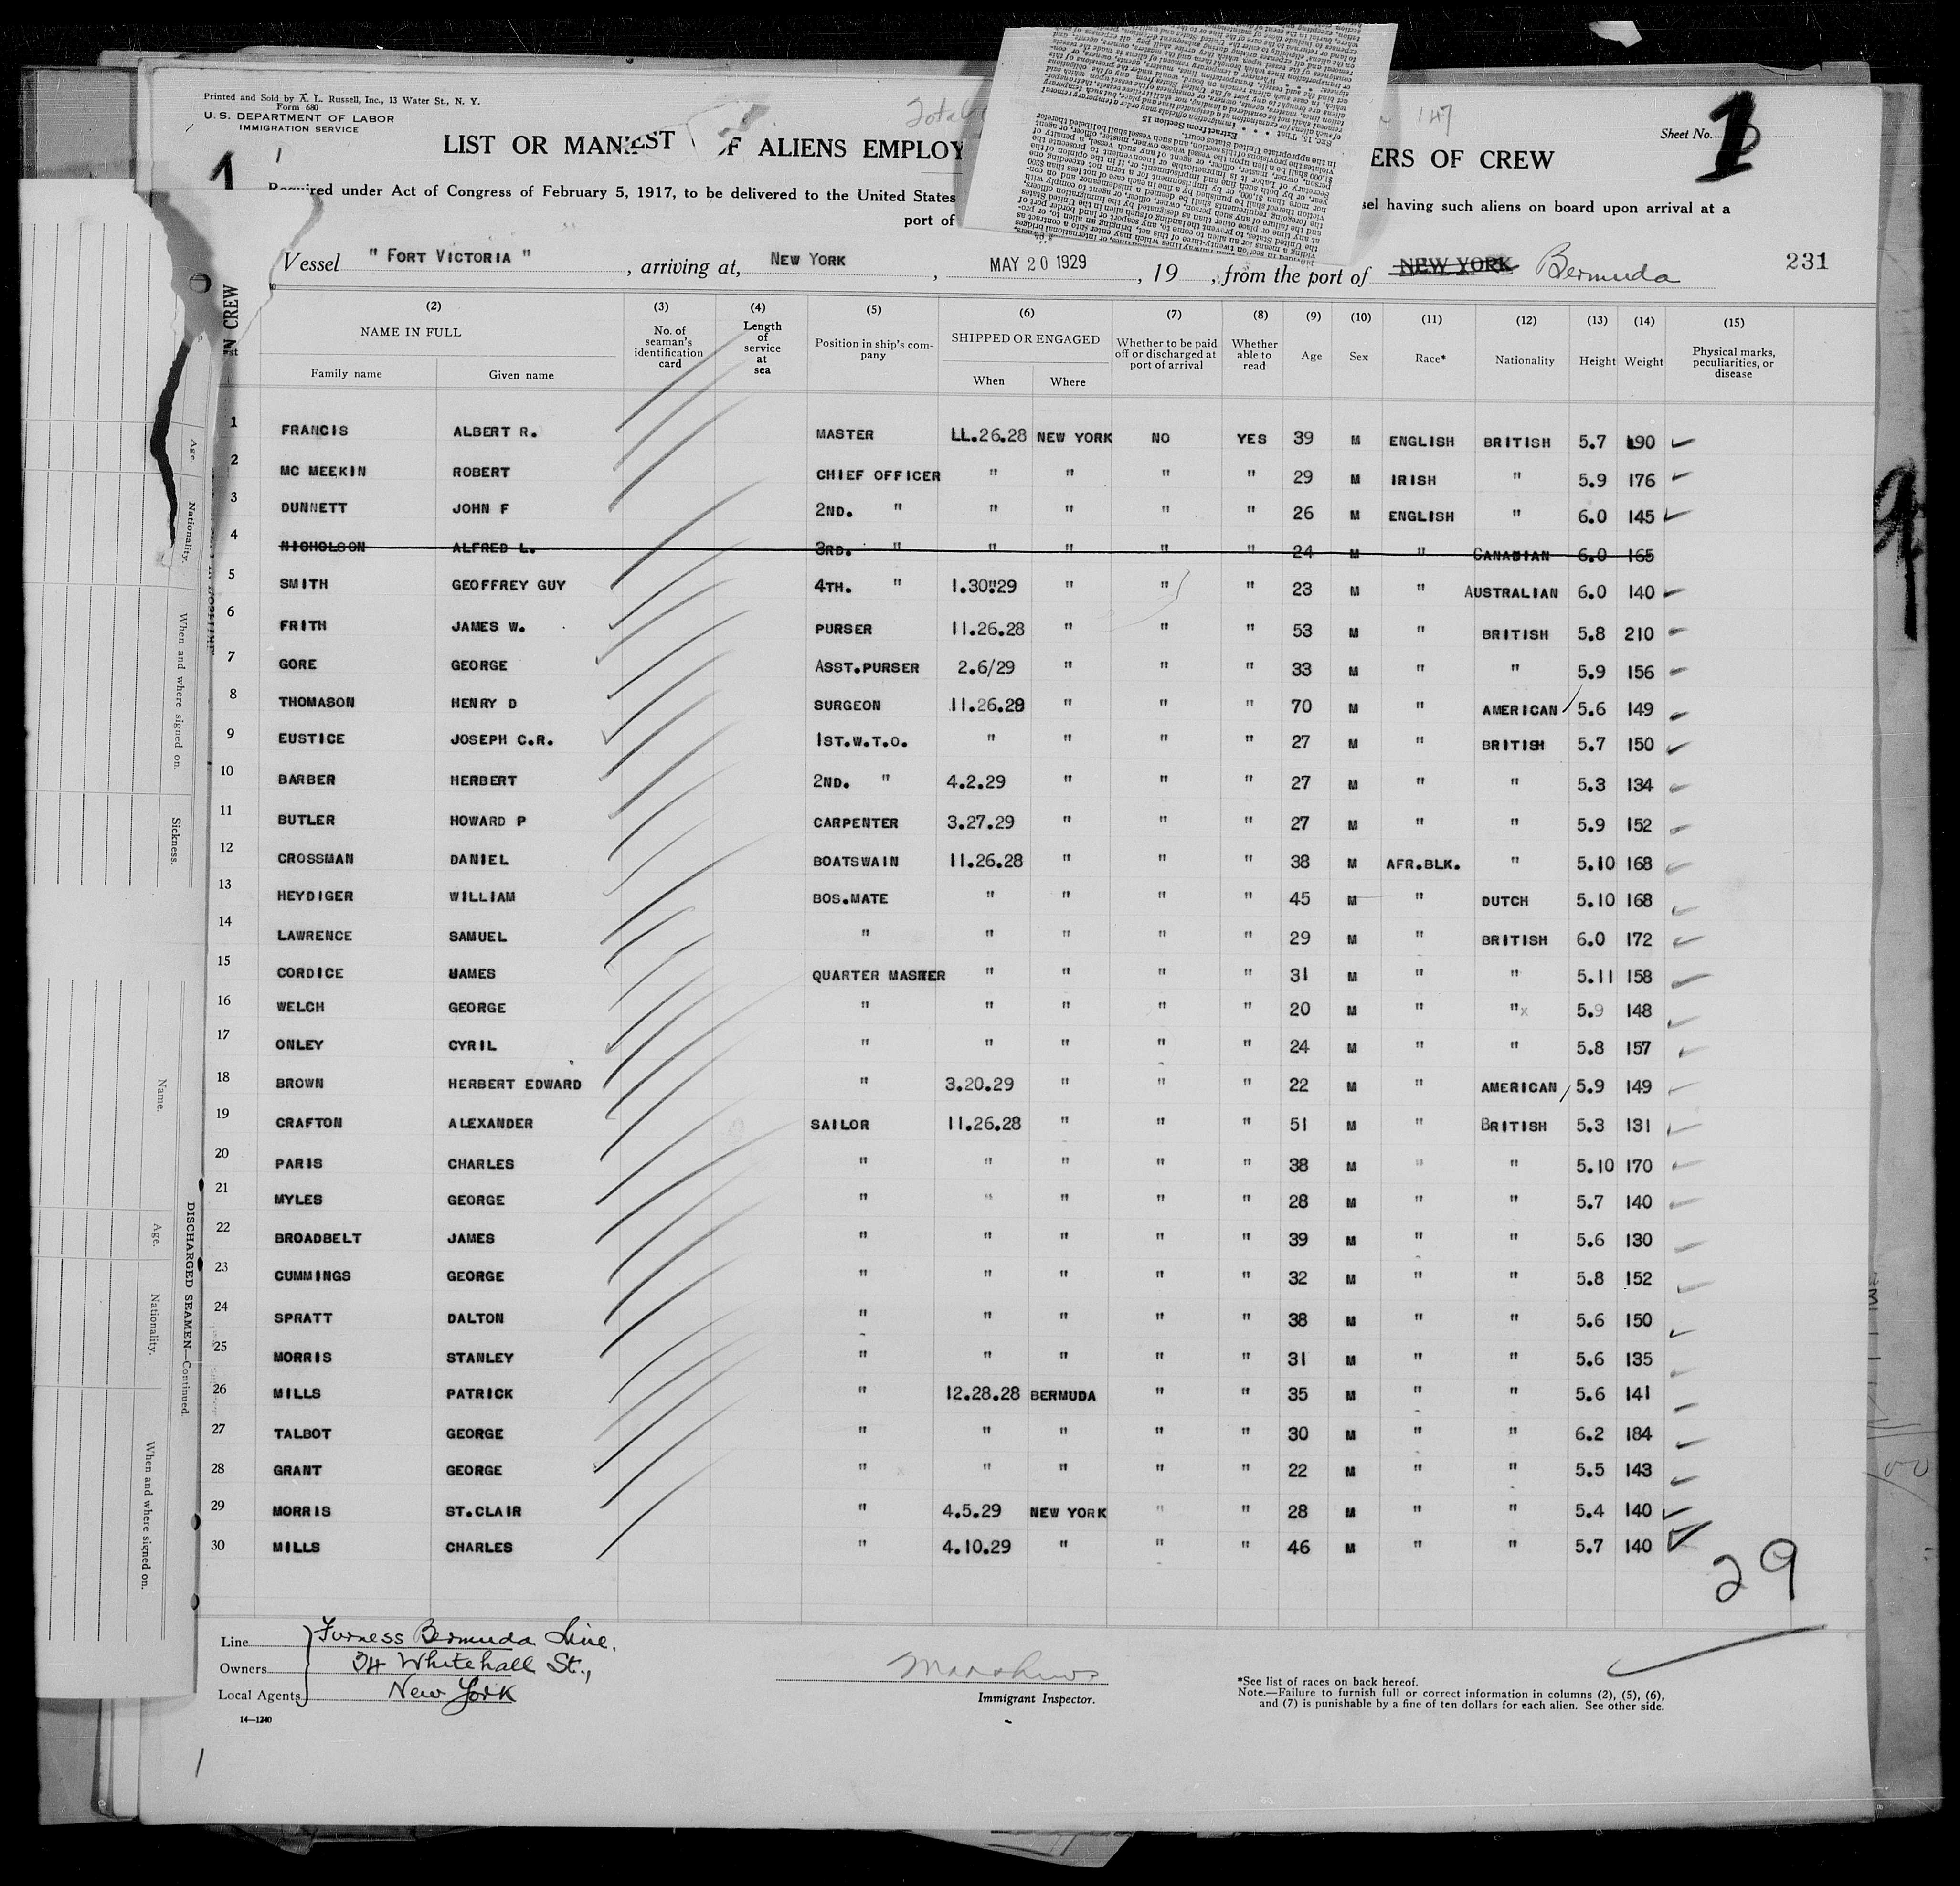 Printed and Sold by A. L. Russell, Inc., 13 Water St., N. Y.
Form 680
U. S. DEPARTMENT OF LABOR
IMMIGRATION SERVICE
Total
147
Sheet No. 1
LIST OR MANIEST OF ALIENS EMPLOY ERS OF CREW
Required under Act of Congress of February 5, 1917, to be delivered to the United States
sel having such aliens on board upon arrival at a
port of
Extract from Section 15
Vessel " FORT VICTORIA " , arriving at, NEW YORK , MAY 20 1929 , 19 , from the port of NEW YORK Bermuda 231
(2) (3) (4) (5) (6) (7) (8) (9) (10) (11) (12) (13) (14) (15)
NAME IN FULL No. of seaman's identification card Length of service at sea Position in ship's company SHIPPED OR ENGAGED Whether to be paid off or discharged at port of arrival Whether able to read Age Sex Race* Nationality Height Weight Physical marks, peculiarities, or disease
Family name Given name When Where
1 FRANCIS ALBERT R. MASTER LL.26.28 NEW YORK NO YES 39 M ENGLISH BRITISH 5.7 190
2 MC MEEKIN ROBERT CHIEF OFFICER " " " " 29 M IRISH " 5.9 176
3 DUNNETT JOHN F 2ND. " " " " " 26 M ENGLISH " 6.0 145
4 NICHOLSON ALFRED L. 3RD. " " " " " 24 M " CANADIAN 6.0 165
5 SMITH GEOFFREY GUY 4TH. " 1.30"29 " " " 23 M " AUSTRALIAN 6.0 140
6 FRITH JAMES W. PURSER 11.26.28 " " " 53 M " BRITISH 5.8 210
7 GORE GEORGE ASST.PURSER 2.6/29 " " " 33 M " " 5.9 156
8 THOMASON HENRY D SURGEON 11.26.28 " " " 70 M " AMERICAN 5.6 149
9 EUSTICE JOSEPH C.R. 1ST.W.T.O. " " " " 27 M " BRITISH 5.7 150
10 BARBER HERBERT 2ND. " 4.2.29 " " " 27 M " " 5.3 134
11 BUTLER HOWARD P CARPENTER 3.27.29 " " " 27 M " " 5.9 152
12 CROSSMAN DANIEL BOATSWAIN 11.26.28 " " " 38 M AFR.BLK. " 5.10 168
13 HEYDIGER WILLIAM BOS.MATE " " " " 45 M " DUTCH 5.10 168
14 LAWRENCE SAMUEL " " " " " 29 M " BRITISH 6.0 172
15 CORDICE JAMES QUARTER MASTER " " " " 31 M " " 5.11 158
16 WELCH GEORGE " " " " " 20 M " "x 5.9 148
17 ONLEY CYRIL " " " " " 24 M " " 5.8 157
18 BROWN HERBERT EDWARD " 3.20.29 " " " 22 M " AMERICAN 5.9 149
19 CRAFTON ALEXANDER SAILOR 11.26.28 " " " 51 M " BRITISH 5.3 131
20 PARIS CHARLES " " " " " 38 M " " 5.10 170
21 MYLES GEORGE " " " " " 28 M " " 5.7 140
22 BROADBELT JAMES " " " " " 39 M " " 5.6 130
23 CUMMINGS GEORGE " " " " " 32 M " " 5.8 152
24 SPRATT DALTON " " " " " 38 M " " 5.6 150
25 MORRIS STANLEY " " " " " 31 M " " 5.6 135
26 MILLS PATRICK " 12.28.28 BERMUDA " " 35 M " " 5.6 141
27 TALBOT GEORGE " " " " " 30 M " " 6.2 184
28 GRANT GEORGE " " " " " 22 M " " 5.5 143
29 MORRIS ST.CLAIR " 4.5.29 NEW YORK " " 28 M " " 5.4 140
30 MILLS CHARLES " 4.10.29 " " " 46 M " " 5.7 140
29
Line Furness Bermuda Line.
Owners 34 Whitehall St.,
Local Agents New York
14—1240
Immigrant Inspector.
*See list of races on back hereof.
Note.—Failure to furnish full or correct information in columns (2), (5), (6),
and (7) is punishable by a fine of ten dollars for each alien. See other side.
Age.
Nationality.
When and where signed on.
Sickness.
DISCHARGED SEAMEN—Continued.
Name.
Age.
Nationality.
When and where signed on.